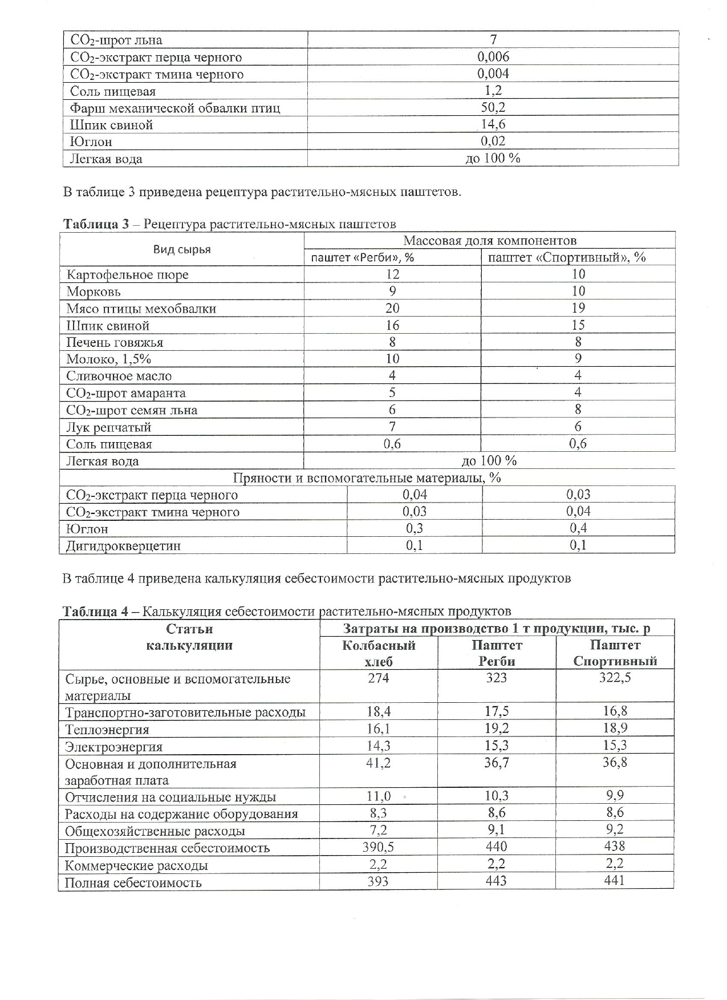 СО₂-шрот льна 7
СО₂-экстракт перца черного 0,006
СО₂-экстракт тмина черного 0,004
Соль пищевая 1,2
Фарш механической обвалки птиц 50,2
Шпик свиной 14,6
Юглон 0,02
Легкая вода до 100 %
В таблице 3 приведена рецептура растительно-мясных паштетов.
Таблица 3 – Рецептура растительно-мясных паштетов
Вид сырья Массовая доля компонентов
паштет «Регби», % паштет «Спортивный», %
Картофельное пюре 12 10
Морковь 9 10
Мясо птицы мехобвалки 20 19
Шпик свиной 16 15
Печень говяжья 8 8
Молоко, 1,5% 10 9
Сливочное масло 4 4
СО₂-шрот амаранта 5 4
СО₂-шрот семян льна 6 8
Лук репчатый 7 6
Соль пищевая 0,6 0,6
Легкая вода до 100 %
Пряности и вспомогательные материалы, %
СО₂-экстракт перца черного 0,04 0,03
СО₂-экстракт тмина черного 0,03 0,04
Юглон 0,3 0,4
Дигидрокверцетин 0,1 0,1
В таблице 4 приведена калькуляция себестоимости растительно-мясных продуктов
Таблица 4 – Калькуляция себестоимости растительно-мясных продуктов
Статьи Затраты на производство 1 т продукции, тыс. р
калькуляции Колбасный Паштет Паштет
хлеб Регби Спортивный
Сырье, основные и вспомогательные 274 323 322,5
материалы
Транспортно-заготовительные расходы 18,4 17,5 16,8
Теплоэнергия 16,1 19,2 18,9
Электроэнергия 14,3 15,3 15,3
Основная и дополнительная 41,2 36,7 36,8
заработная плата
Отчисления на социальные нужды 11,0 10,3 9,9
Расходы на содержание оборудования 8,3 8,6 8,6
Общехозяйственные расходы 7,2 9,1 9,2
Производственная себестоимость 390,5 440 438
Коммерческие расходы 2,2 2,2 2,2
Полная себестоимость 393 443 441